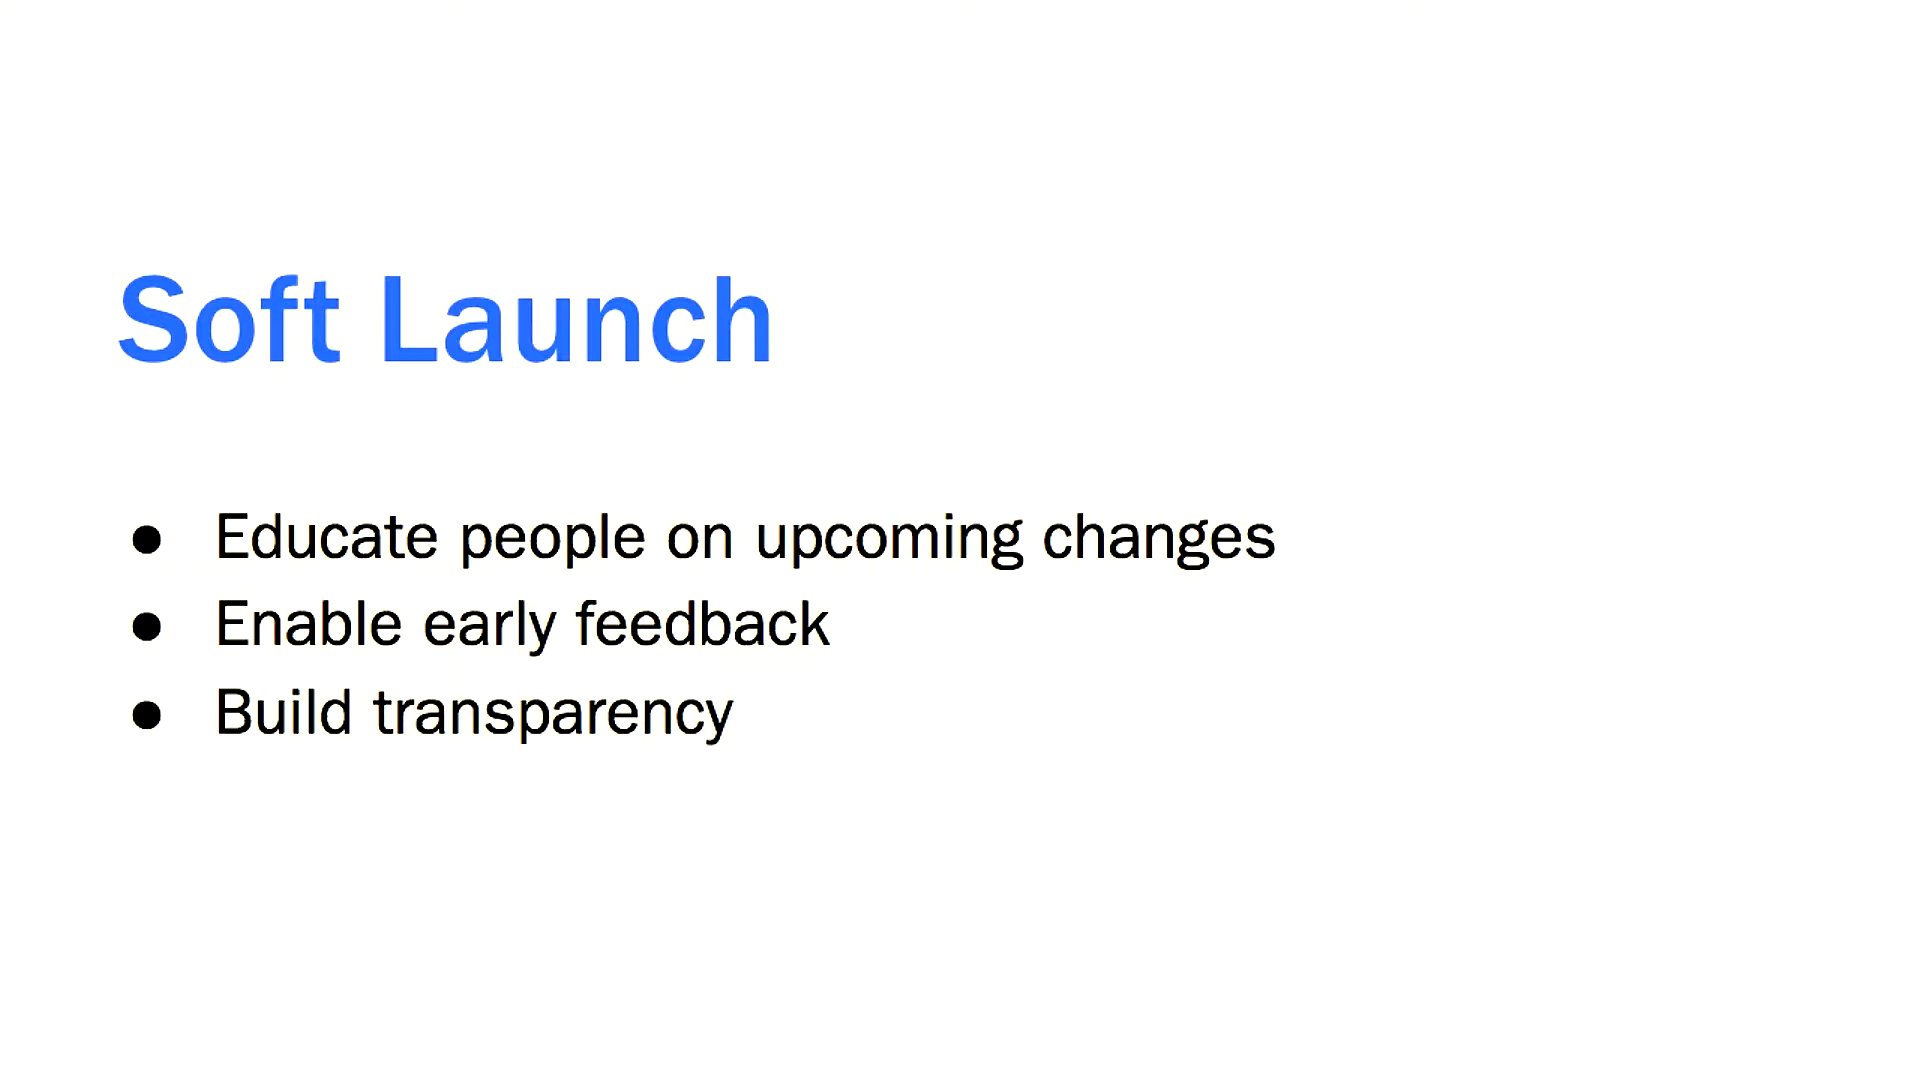 Soft Launch
● Educate people on upcoming changes
● Enable early feedback
● Build transparency